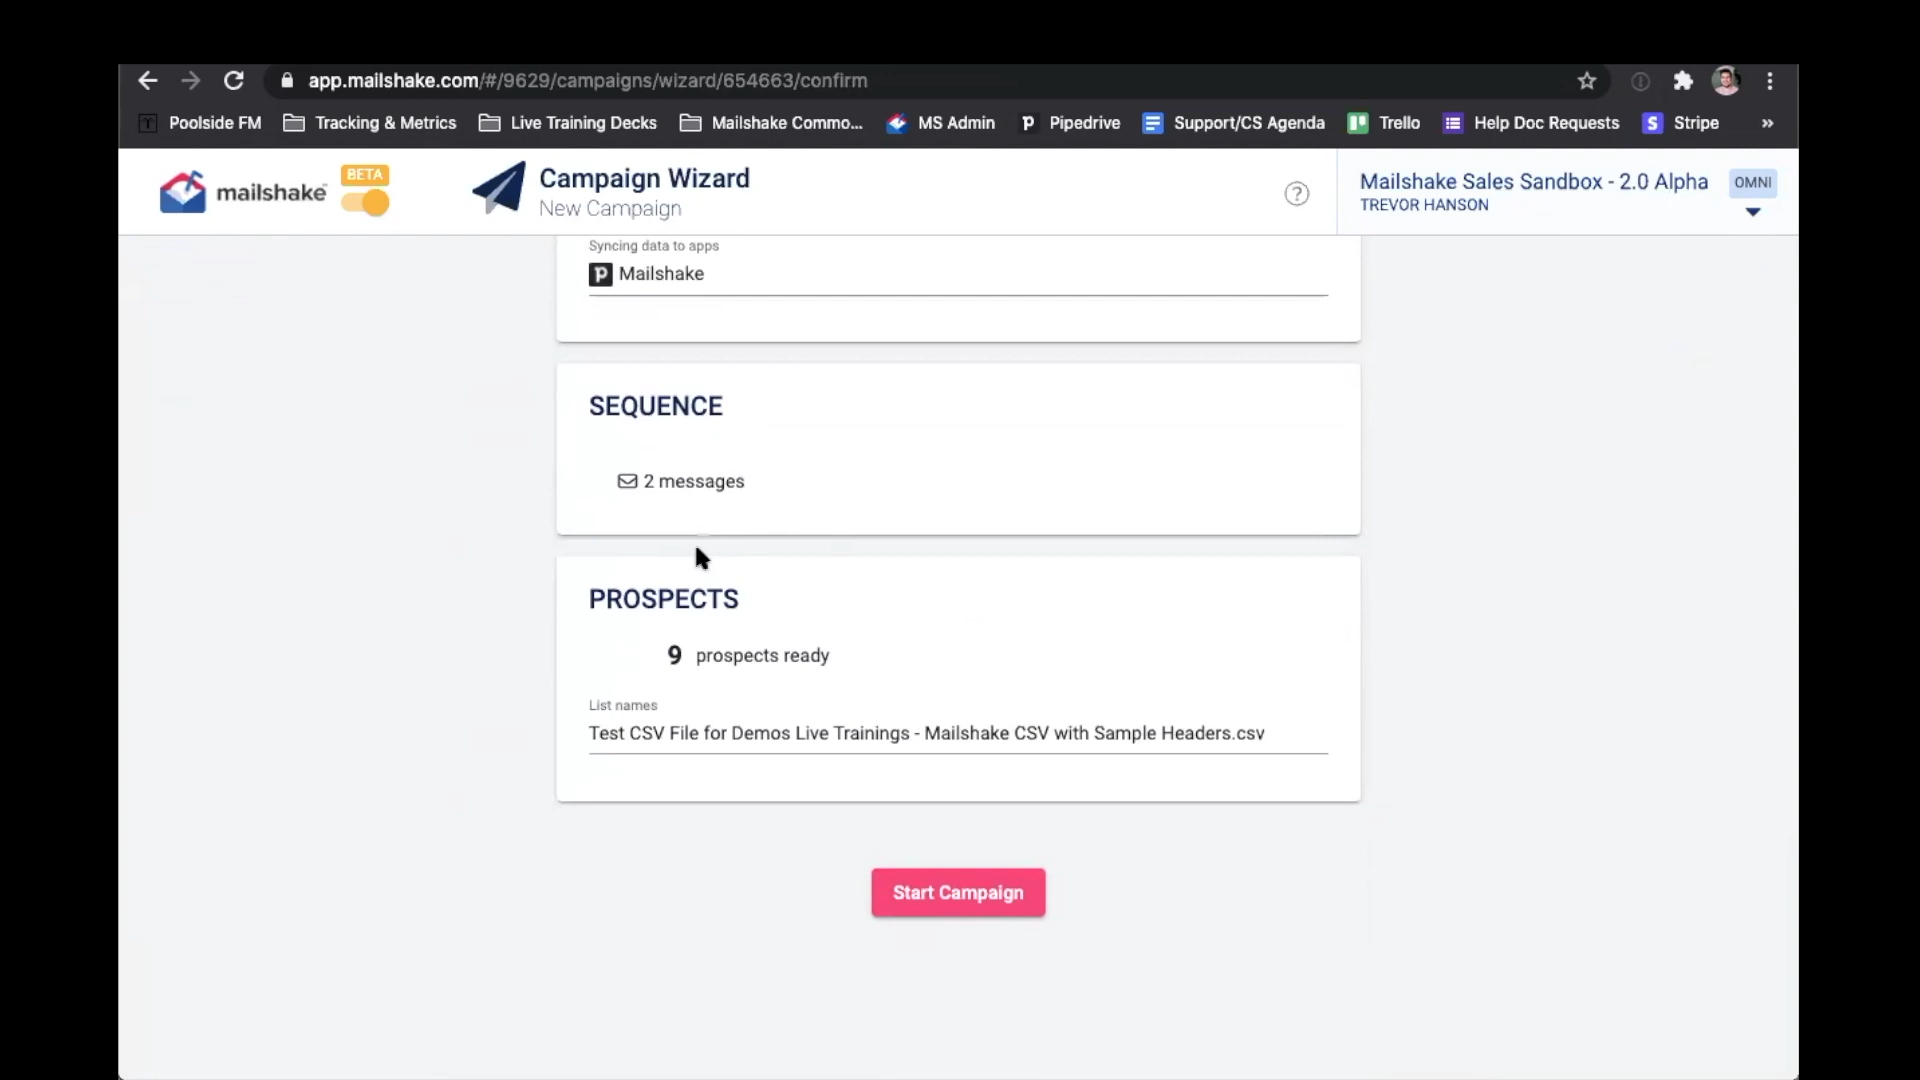 app.mailshake.com/#/9629/campaigns/wizard/654663/confirm
Poolside FM Tracking & Metrics Live Training Decks Mailshake Commo... MS Admin Pipedrive Support/CS Agenda Trello Help Doc Requests Stripe »
mailshake BETA
Campaign Wizard
New Campaign
Mailshake Sales Sandbox - 2.0 Alpha OMNI
TREVOR HANSON
Syncing data to apps
Mailshake
SEQUENCE
2 messages
PROSPECTS
9 prospects ready
List names
Test CSV File for Demos Live Trainings - Mailshake CSV with Sample Headers.csv
Start Campaign